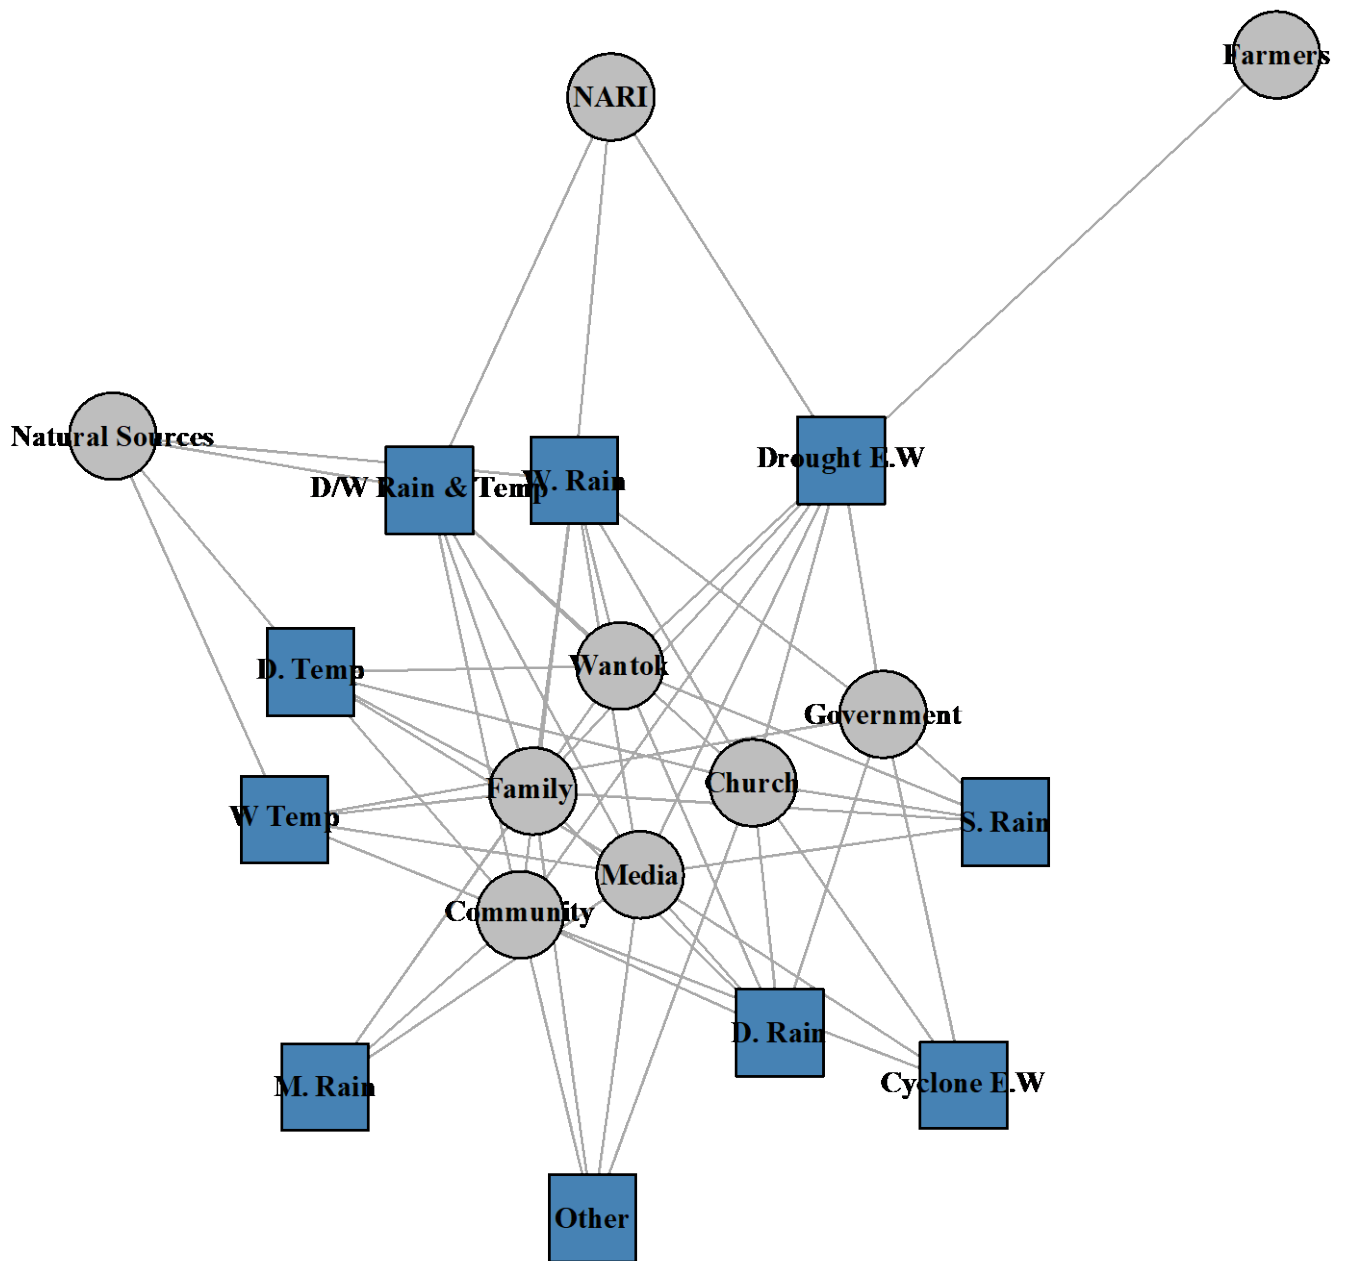 Farmers
NARI
Natural Sources
Drought E.W
D/W Rain & Temp
W. Rain
D. Temp
Wantok
Government
Family
Church
W Temp
S. Rain
Media
Community
D. Rain
M. Rain
Cyclone E.W
Other